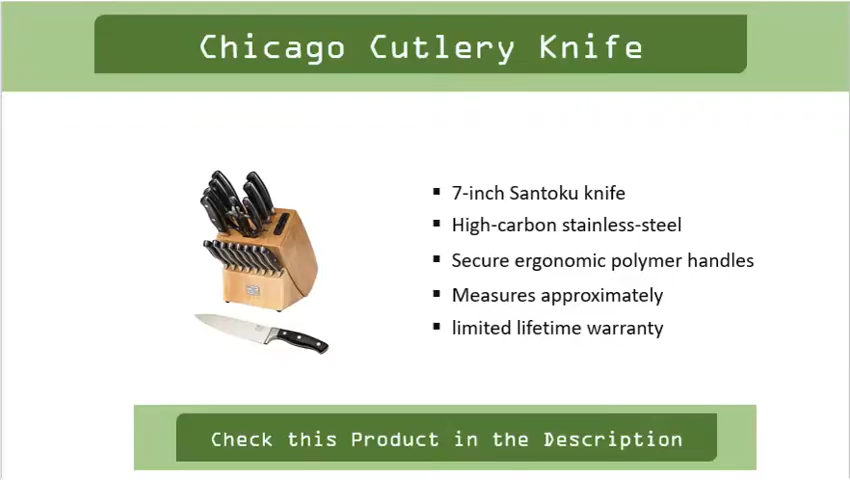 Chicago Cutlery Knife
7-inch Santoku knife
High-carbon stainless-steel
Secure ergonomic polymer handles
Measures approximately
limited lifetime warranty
Check this Product in the Description